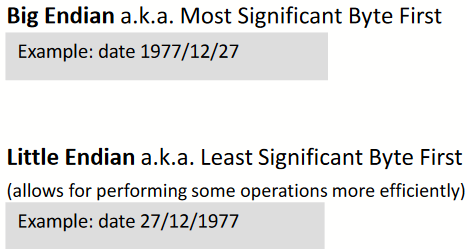 Big Endian a.k.a. Most Significant Byte First
Example: date 1977/12/27
Little Endian a.k.a. Least Significant Byte First
(allows for performing some operations more efficiently)
Example: date 27/12/1977